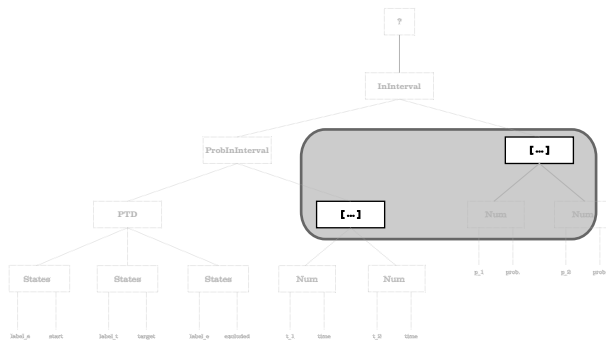 ?
InInterval
ProbInInterval
[…]
PTD
[…]
Num
Num
States
States
States
Num
Num
p_1
prob.
p_2
prob
label_s
start
label_t
target
label_e
excluded
t_1
time
t_2
time